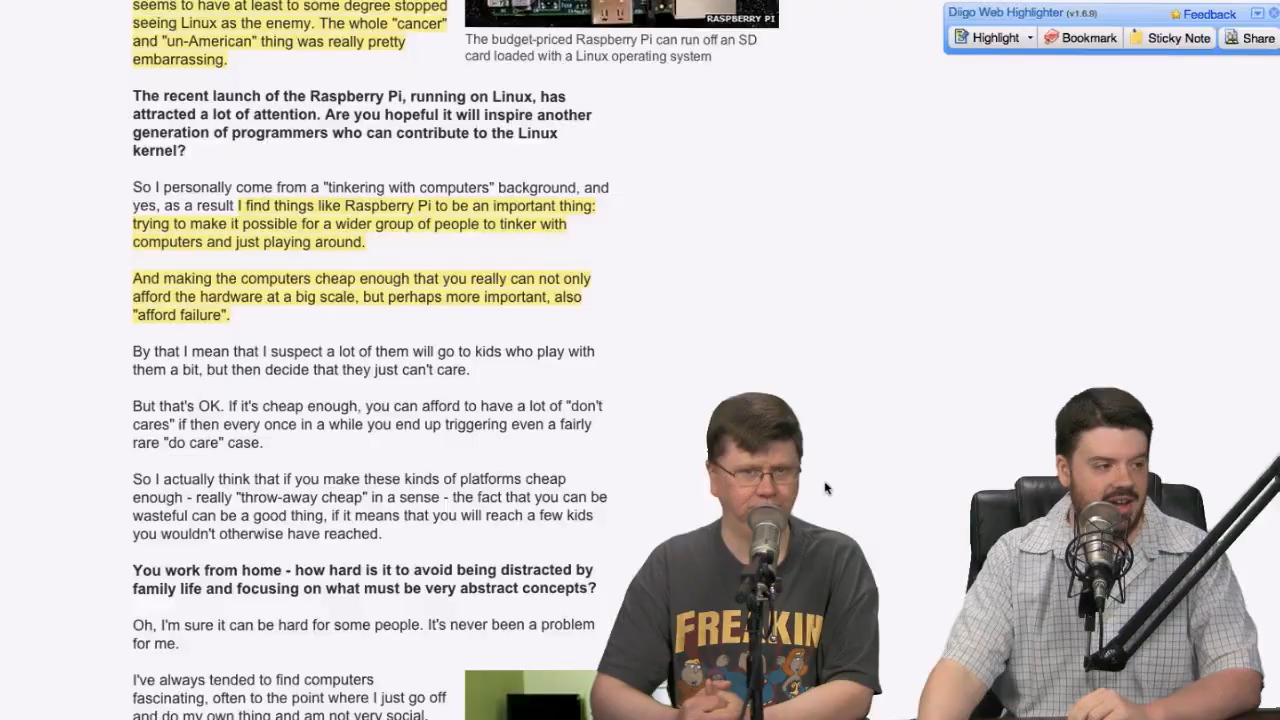 seems to have at least to some degree stopped
seeing Linux as the enemy. The whole "cancer"
and "un-American" thing was really pretty
embarrassing.
RASPBERRY PI
The budget-priced Raspberry Pi can run off an SD
card loaded with a Linux operating system
Diigo Web Highlighter (v1.6.9)
Feedback
Highlight
Bookmark
Sticky Note
Share
The recent launch of the Raspberry Pi, running on Linux, has
attracted a lot of attention. Are you hopeful it will inspire another
generation of programmers who can contribute to the Linux
kernel?
So I personally come from a "tinkering with computers" background, and
yes, as a result I find things like Raspberry Pi to be an important thing:
trying to make it possible for a wider group of people to tinker with
computers and just playing around.
And making the computers cheap enough that you really can not only
afford the hardware at a big scale, but perhaps more important, also
"afford failure".
By that I mean that I suspect a lot of them will go to kids who play with
them a bit, but then decide that they just can't care.
But that's OK. If it's cheap enough, you can afford to have a lot of "don't
cares" if then every once in a while you end up triggering even a fairly
rare "do care" case.
So I actually think that if you make these kinds of platforms cheap
enough - really "throw-away cheap" in a sense - the fact that you can be
wasteful can be a good thing, if it means that you will reach a few kids
you wouldn't otherwise have reached.
You work from home - how hard is it to avoid being distracted by
family life and focusing on what must be very abstract concepts?
Oh, I'm sure it can be hard for some people. It's never been a problem
for me.
I've always tended to find computers
fascinating, often to the point where I just go off
and do my own thing and am not very social.
FREAKIN